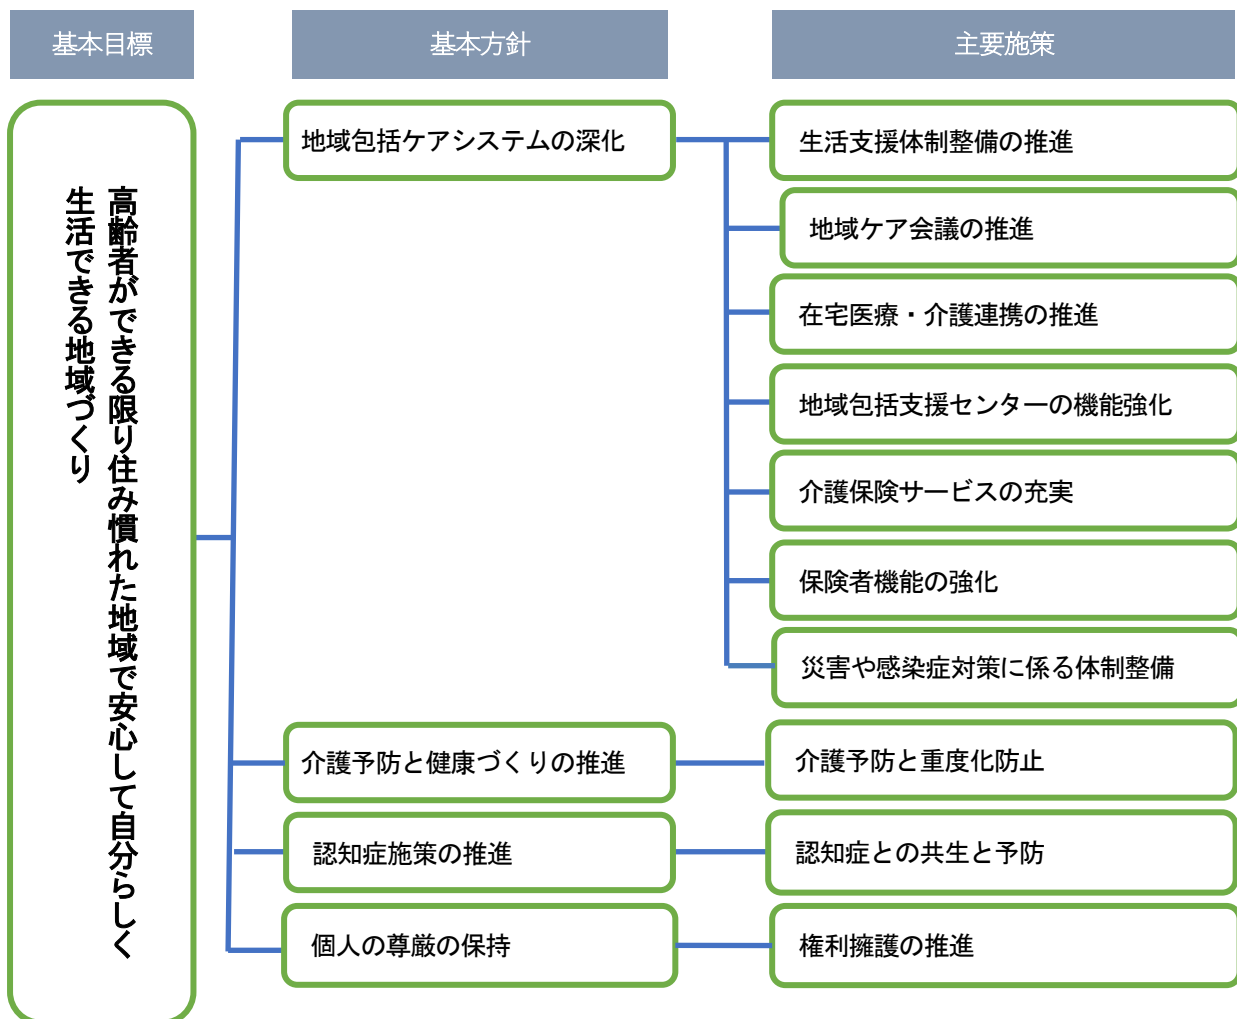 基本目標
基本方針
主要施策
高齢者ができる限り住み慣れた地域で安心して自分らしく
生活できる地域づくり
地域包括ケアシステムの深化
生活支援体制整備の推進
地域ケア会議の推進
在宅医療・介護連携の推進
地域包括支援センターの機能強化
介護保険サービスの充実
保険者機能の強化
災害や感染症対策に係る体制整備
介護予防と健康づくりの推進
介護予防と重度化防止
認知症施策の推進
認知症との共生と予防
個人の尊厳の保持
権利擁護の推進